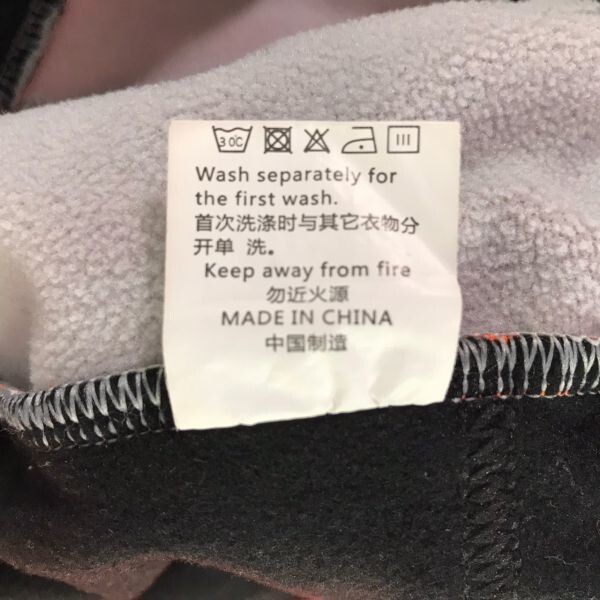 30C
Wash separately for
the first wash.
首次洗涤时与其它衣物分
开单 洗。
Keep away from fire
勿近火源
MADE IN CHINA
中国制造